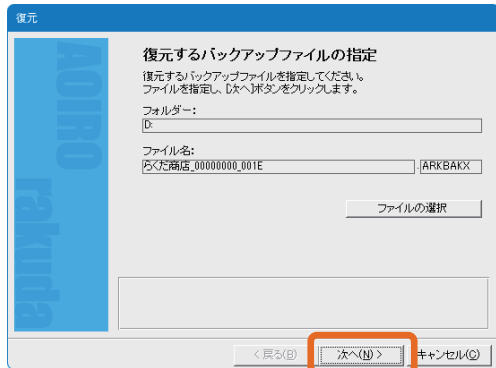 復元
AOIRO
rakuda
復元するバックアップファイルの指定
復元するバックアップファイルを指定してください。
ファイルを指定し、[次へ]ボタンをクリックします。
フォルダー:
D:
ファイル名:
らくだ商店_00000000_001E .ARKBAKX
ファイルの選択
< 戻る(B) 次へ(N) > キャンセル(C)